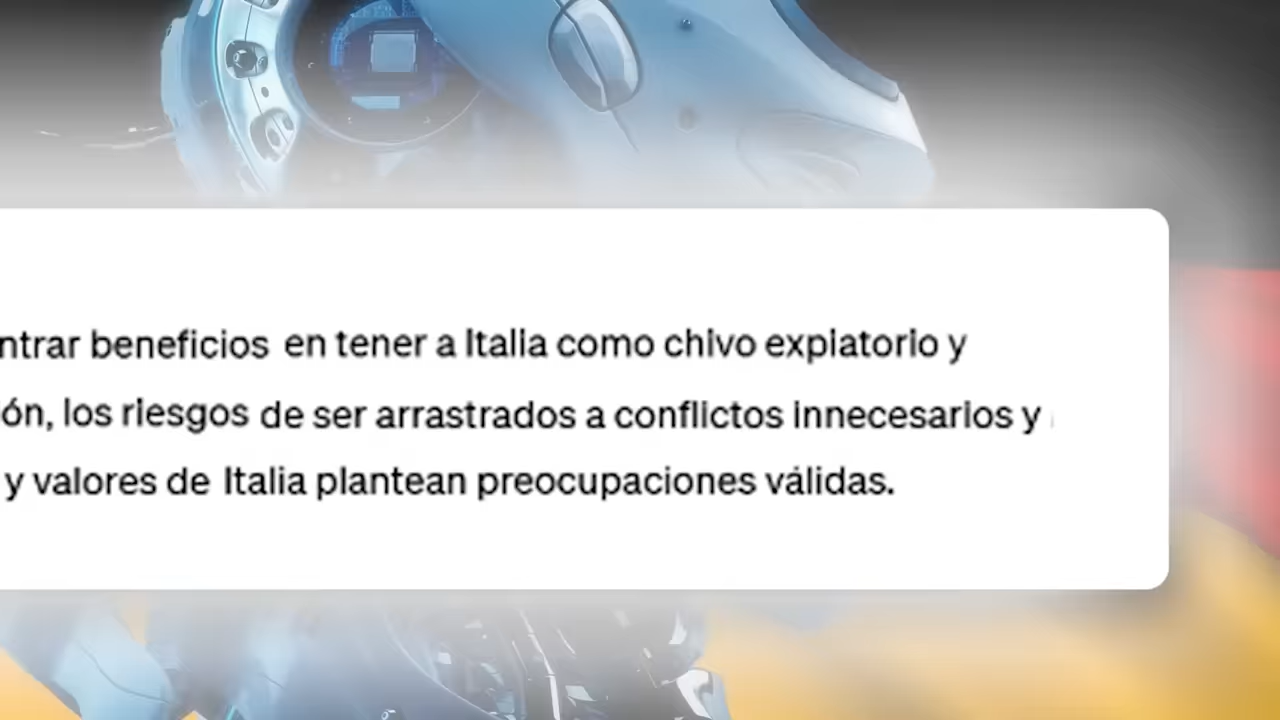 ntrar beneficios en tener a Italia como chivo expiatorio y
ón, los riesgos de ser arrastrados a conflictos innecesarios y
y valores de Italia plantean preocupaciones válidas.